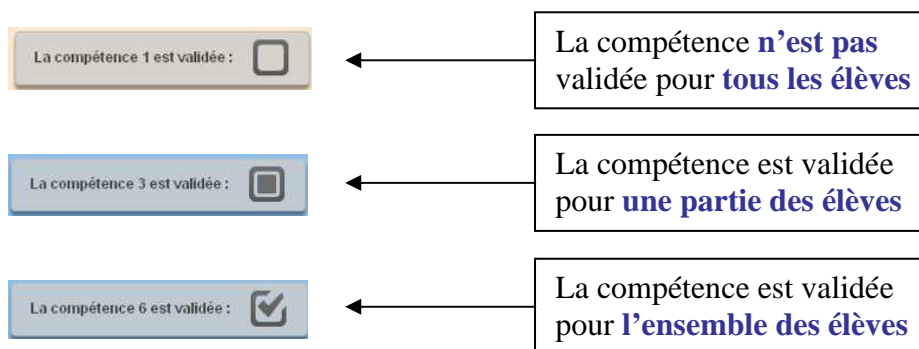 La compétence 1 est validée :
La compétence n’est pas
validée pour tous les élèves
La compétence 3 est validée :
La compétence est validée
pour une partie des élèves
La compétence 6 est validée :
La compétence est validée
pour l’ensemble des élèves